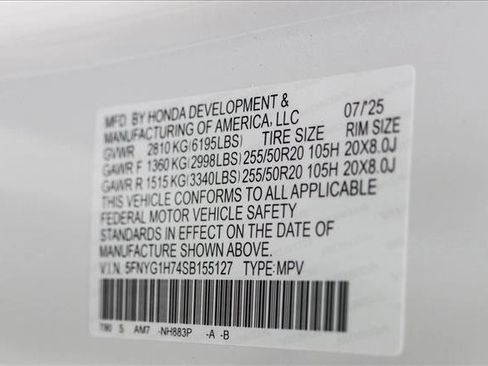 MFD. BY HONDA DEVELOPMENT & 07/'25
MANUFACTURING OF AMERICA, LLC
GVWR 2810 KG(6195LBS) TIRE SIZE RIM SIZE
GAWR F 1360 KG(2998LBS) 255/50R20 105H 20X8.0J
GAWR R 1515 KG(3340LBS) 255/50R20 105H 20X8.0J
THIS VEHICLE CONFORMS TO ALL APPLICABLE
FEDERAL MOTOR VEHICLE SAFETY
STANDARDS IN EFFECT ON THE DATE OF
MANUFACTURE SHOWN ABOVE.
V.I.N. 5FNYG1H74SB155127 TYPE:MPV
S AM7 -NH883P -A -B